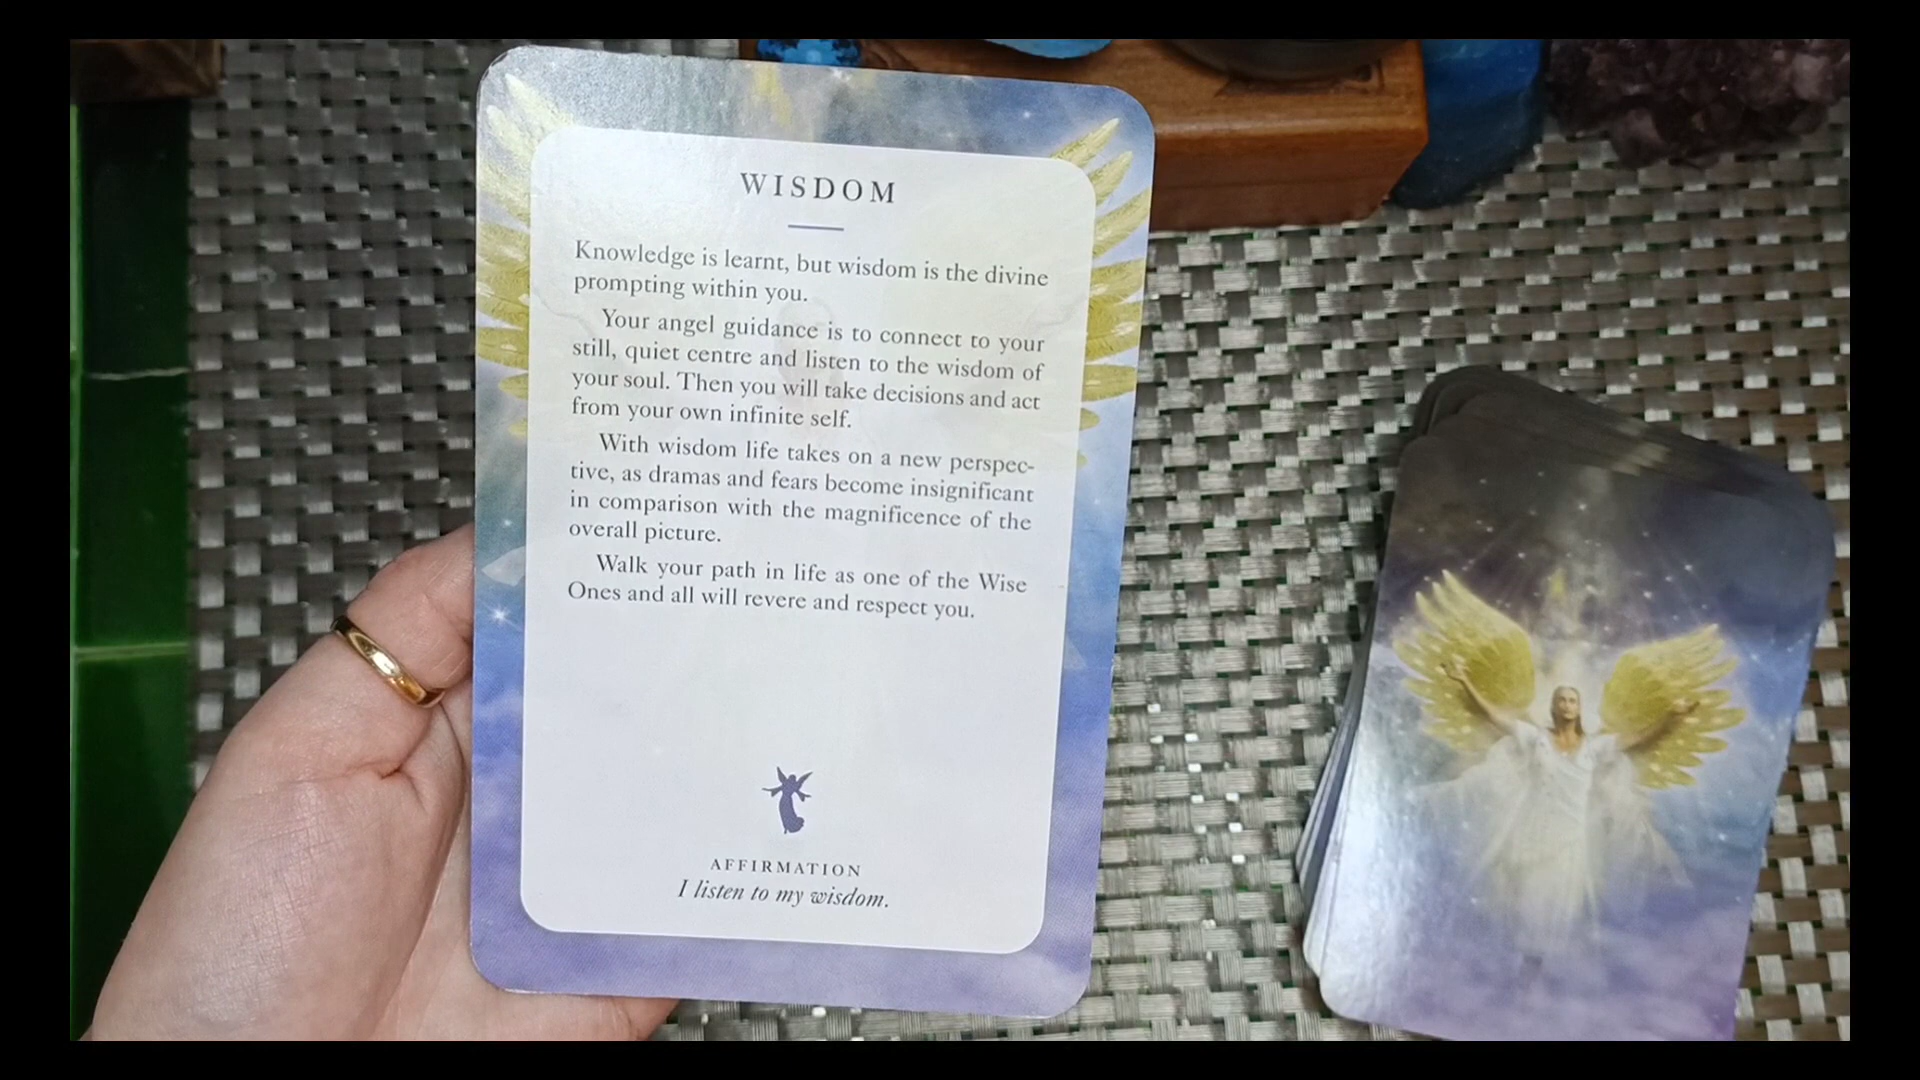 WISDOM
Knowledge is learnt, but wisdom is the divine
prompting within you.
Your angel guidance is to connect to your
still, quiet centre and listen to the wisdom of
your soul. Then you will take decisions and act
from your own infinite self.
With wisdom life takes on a new perspec-
tive, as dramas and fears become insignificant
in comparison with the magnificence of the
overall picture.
Walk your path in life as one of the Wise
Ones and all will revere and respect you.
AFFIRMATION
I listen to my wisdom.